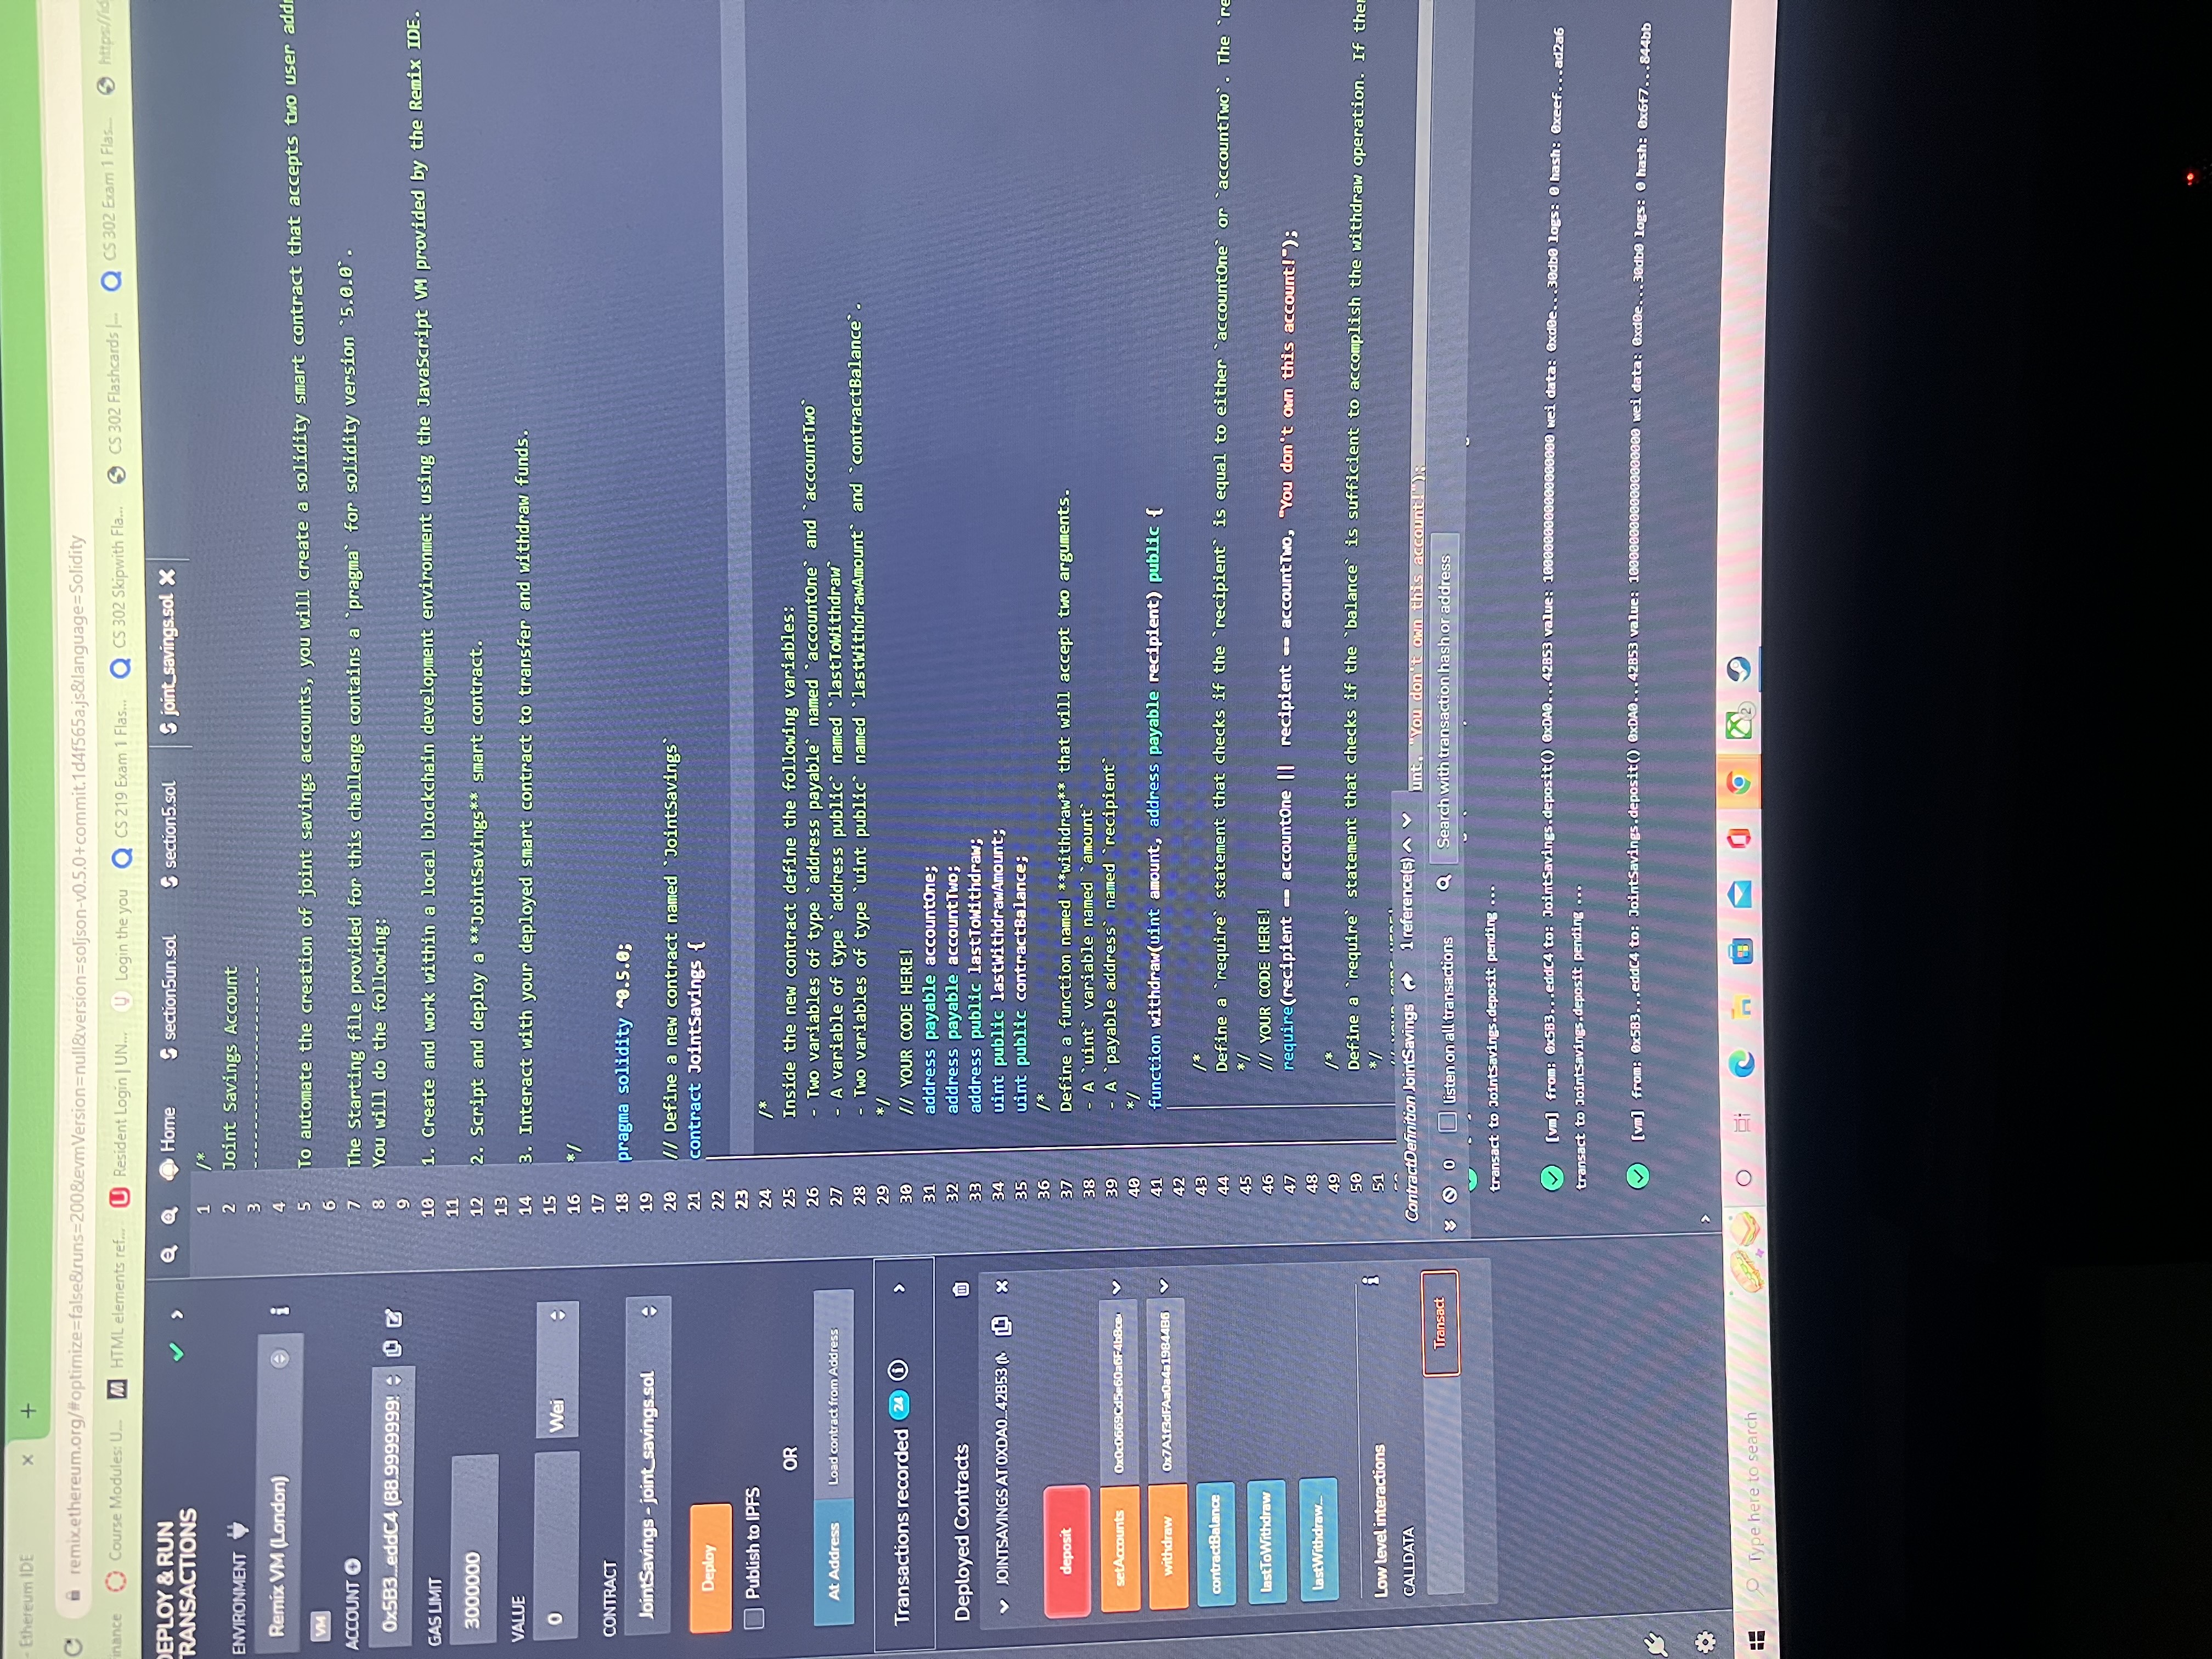 - Ethereum IDE
remix.ethereum.org/#optimize=false&runs=200&evmVersion=null&version=soljson-v0.5.0+commit.1d4f565a.js&language=Solidity
inance Course Modules: U... HTML elements ref... Resident Login | UN... Login the you CS 219 Exam 1 Flas... CS 302 Skipwith Fla... CS 302 Flashcards |... CS 302 Exam 1 Flas... https://id
DEPLOY & RUN
TRANSACTIONS
ENVIRONMENT
Remix VM (London)
VM
ACCOUNT
0x5B3...eddC4 (88.9999999
GAS LIMIT
3000000
VALUE
0 Wei
CONTRACT
JointSavings - joint_savings.sol
Deploy
Publish to IPFS
OR
At Address Load contract from Address
Transactions recorded 24
Deployed Contracts
JOINTSAVINGS AT 0XDA0...42B53 (M
deposit
setAccounts 0x0c0669Cd5e60a6F4b8ce
withdraw 0x7A1f3dFAa0a4a19844B6
contractBalance
lastToWithdraw
lastWithdraw...
Low level interactions
CALLDATA
Transact
Home section5un.sol section5.sol joint_savings.sol
1 /*
2 Joint Savings Account
3 ---------------------
4
5 To automate the creation of joint savings accounts, you will create a solidity smart contract that accepts two user addr
6
7 The Starting file provided for this challenge contains a `pragma` for solidity version `5.0.0`.
8 You will do the following:
9
10 1. Create and work within a local blockchain development environment using the JavaScript VM provided by the Remix IDE.
11
12 2. Script and deploy a **JointSavings** smart contract.
13
14 3. Interact with your deployed smart contract to transfer and withdraw funds.
15
16 */
17
18 pragma solidity ^0.5.0;
19
20 // Define a new contract named `JointSavings`
21 contract JointSavings {
22
23
24 /*
25 Inside the new contract define the following variables:
26 - Two variables of type `address payable` named `accountOne` and `accountTwo`
27 - A variable of type `address public` named `lastToWithdraw`
28 - Two variables of type `uint public` named `lastWithdrawAmount` and `contractBalance`.
29 */
30 // YOUR CODE HERE!
31 address payable accountOne;
32 address payable accountTwo;
33 address public lastToWithdraw;
34 uint public lastWithdrawAmount;
35 uint public contractBalance;
36 /*
37 Define a function named **withdraw** that will accept two arguments.
38 - A `uint` variable named `amount`
39 - A `payable address` named `recipient`
40 */
41 function withdraw(uint amount, address payable recipient) public {
42
43 /*
44 Define a `require` statement that checks if the `recipient` is equal to either `accountOne` or `accountTwo`. The `re
45 */
46 // YOUR CODE HERE!
47 require(recipient == accountOne || recipient == accountTwo, "You don't own this account!");
48
49 /*
50 Define a `require` statement that checks if the `balance` is sufficient to accomplish the withdraw operation. If ther
51 */
ContractDefinition JointSavings 1 reference(s) unt, "You don't own this account!");
0 listen on all transactions Search with transaction hash or address
transact to JointSavings.deposit pending ...
[vm] from: 0x5B3...eddC4 to: JointSavings.deposit() 0xDA0...42B53 value: 1000000000000000000 wei data: 0xd0e...30db0 logs: 0 hash: 0xeef...ad2a6
transact to JointSavings.deposit pending ...
[vm] from: 0x5B3...eddC4 to: JointSavings.deposit() 0xDA0...42B53 value: 10000000000000000000 wei data: 0xd0e...30db0 logs: 0 hash: 0x6f7...844bb
>
Type here to search 2
AOC